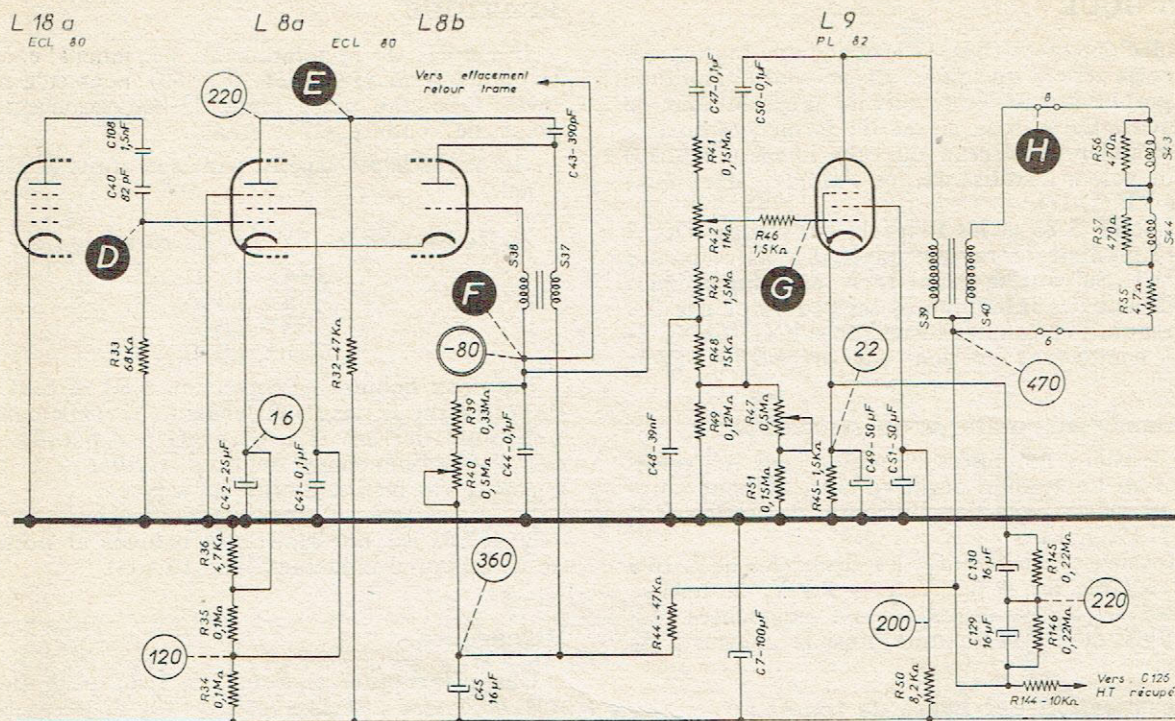 L 18 a
ECL 80
L 8a
ECL 80
L8b
L 9
PL 82
220
E
Vers effacement
retour trame
C108
1,5nF
C40
82 pF
C43-390pF
C47-0,1µF
C50-0,1µF
R41
0,15MΩ
R42
1MΩ
R46
1,5KΩ
R43
1,5MΩ
D
F
G
H
8
R56
470Ω
S43
R57
470Ω
S44
R55
4,7Ω
6
S38
S37
S39
S40
R33
68KΩ
R32-47KΩ
-80
R48
15KΩ
22
470
16
R39
0,33MΩ
R40
0,5MΩ
C44-0,1µF
C42-25µF
C41-0,1µF
C48-39nF
R49
0,12MΩ
R47
0,5MΩ
R51
0,15MΩ
R45-1,5KΩ
C49-50µF
C51-50µF
R36
4,7KΩ
R35
0,1MΩ
120
R34
0,1MΩ
360
C45
16µF
R44-47KΩ
C7-100µF
200
R50
8,2KΩ
C130
16µF
R145
0,22MΩ
220
C129
16µF
R146
0,22MΩ
R144-10KΩ
Vers C126
H.T récupé